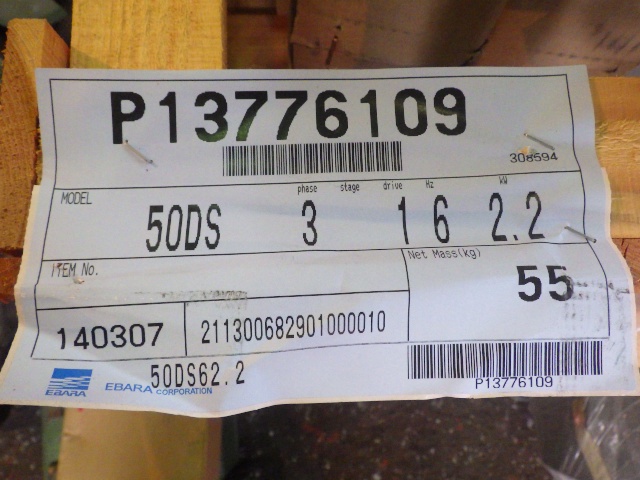 P13776109
308594
MODEL phase stage drive Hz kW
50DS 3 1 6 2.2
ITEM No. Net Mass(kg)
55
140307 211300682901000010
50DS62.2
EBARA EBARA CORPORATION
P13776109